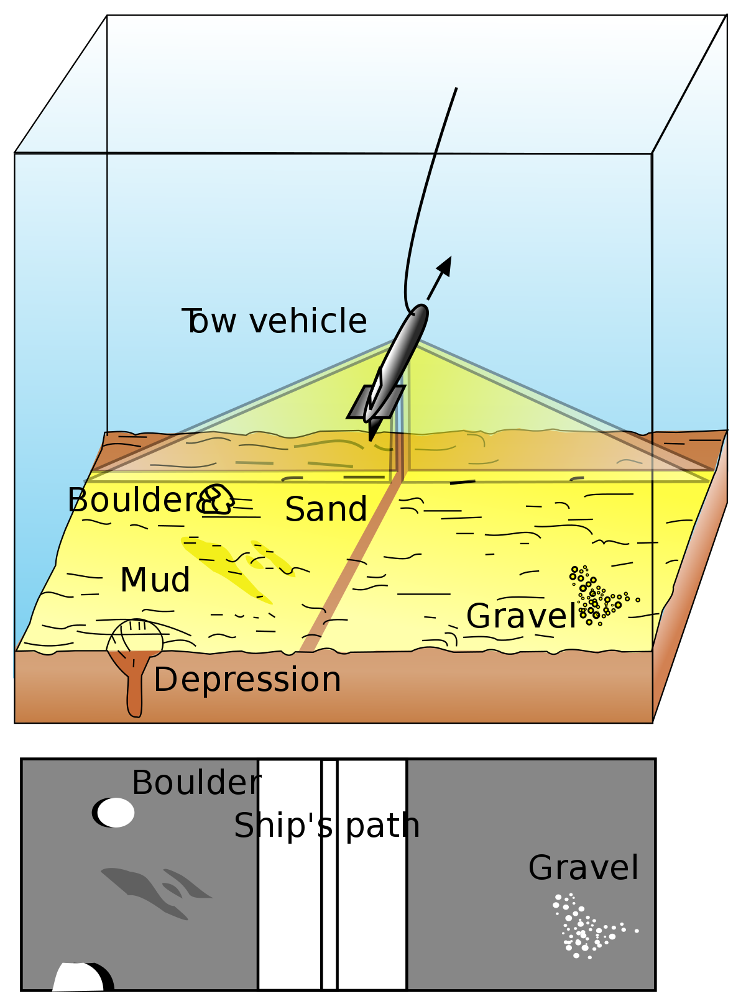 Tow vehicle
Boulder
Sand
Mud
Gravel
Depression
Boulder
Ship's path
Gravel